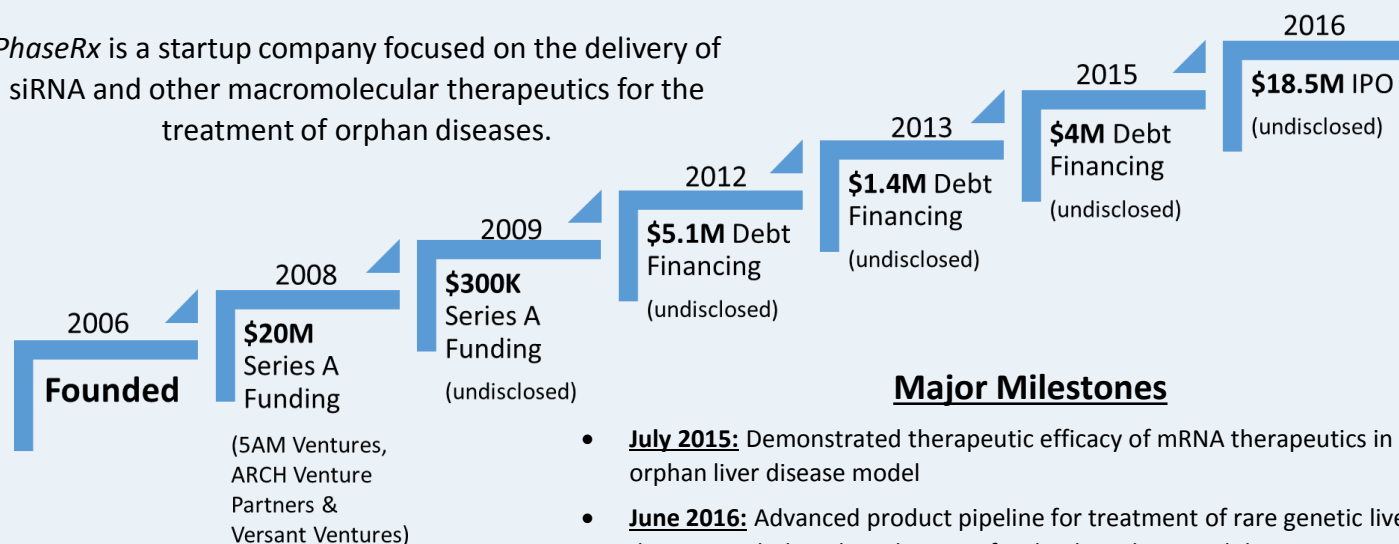 PhaseRx is a startup company focused on the delivery of
siRNA and other macromolecular therapeutics for the
treatment of orphan diseases.
2006
Founded
2008
$20M
Series A
Funding
(5AM Ventures,
ARCH Venture
Partners &
Versant Ventures)
2009
$300K
Series A
Funding
(undisclosed)
2012
$5.1M Debt
Financing
(undisclosed)
2013
$1.4M Debt
Financing
(undisclosed)
2015
$4M Debt
Financing
(undisclosed)
2016
$18.5M IPO
(undisclosed)
Major Milestones
• July 2015: Demonstrated therapeutic efficacy of mRNA therapeutics in
orphan liver disease model
• June 2016: Advanced product pipeline for treatment of rare genetic live